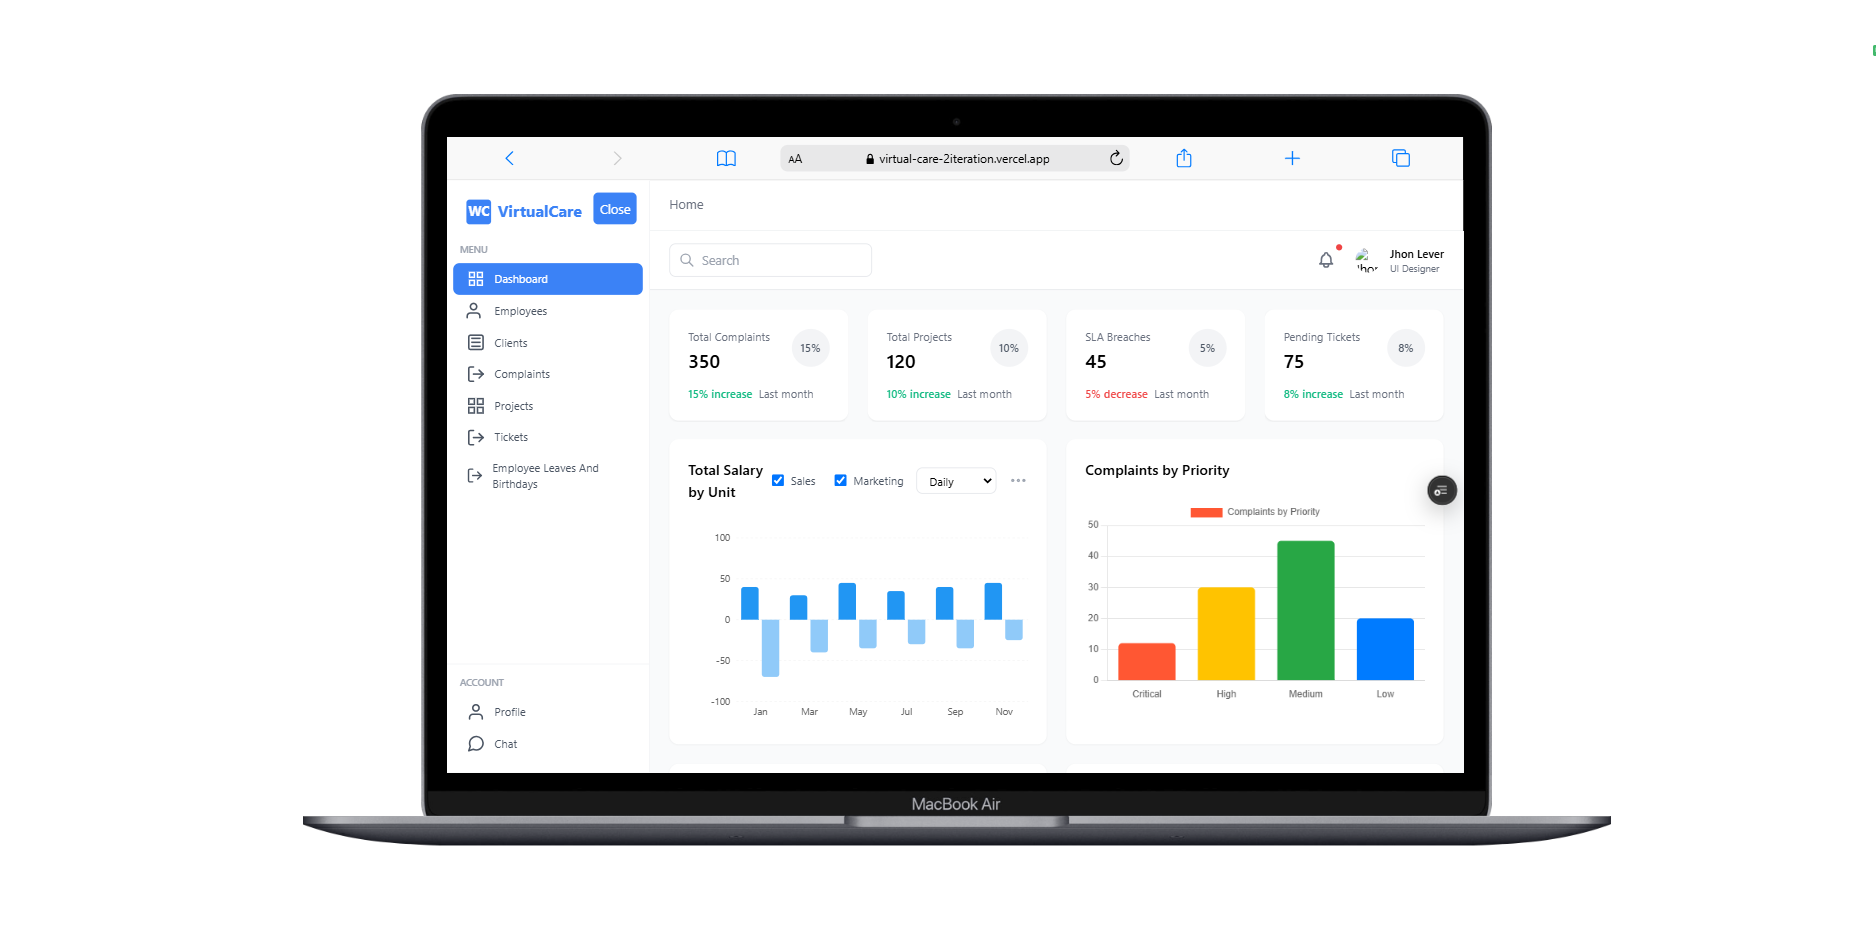 AA virtual-care-2iteration.vercel.app
WC VirtualCare Close
MENU
Dashboard
Employees
Clients
Complaints
Projects
Tickets
Employee Leaves And
Birthdays
ACCOUNT
Profile
Chat
Home
Search
Jhon Lever
UI Designer
Total Complaints
350
15%
15% increase Last month
Total Projects
120
10%
10% increase Last month
SLA Breaches
45
5%
5% decrease Last month
Pending Tickets
75
8%
8% increase Last month
Total Salary
by Unit
Sales
Marketing
Daily
100
50
0
-50
-100
Jan Mar May Jul Sep Nov
Complaints by Priority
Complaints by Priority
50
40
30
20
10
0
Critical High Medium Low
MacBook Air